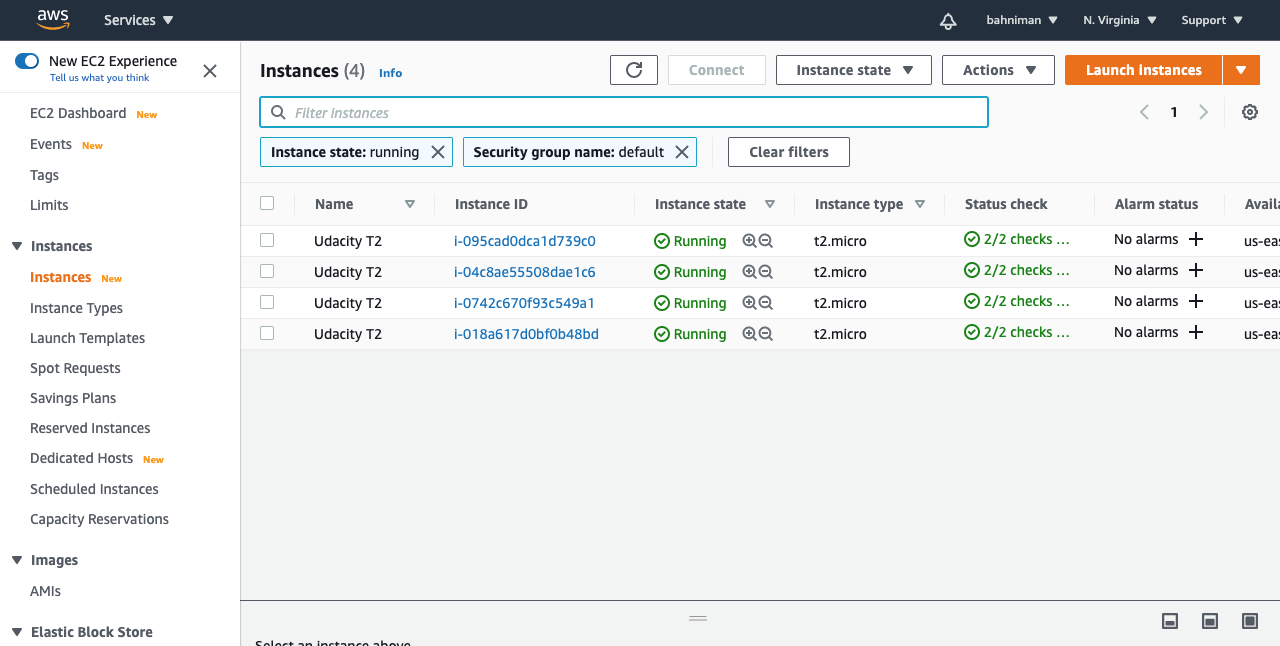 aws Services bahniman N. Virginia Support
New EC2 Experience
Tell us what you think
EC2 Dashboard New
Events New
Tags
Limits
Instances
Instances New
Instance Types
Launch Templates
Spot Requests
Savings Plans
Reserved Instances
Dedicated Hosts New
Scheduled Instances
Capacity Reservations
Images
AMIs
Elastic Block Store
Instances (4) Info Connect Instance state Actions Launch instances
Filter instances 1
Instance state: running Security group name: default Clear filters
Name Instance ID Instance state Instance type Status check Alarm status
Udacity T2 i-095cad0dca1d739c0 Running t2.micro 2/2 checks ... No alarms us-eas
Udacity T2 i-04c8ae55508dae1c6 Running t2.micro 2/2 checks ... No alarms us-eas
Udacity T2 i-0742c670f93c549a1 Running t2.micro 2/2 checks ... No alarms us-eas
Udacity T2 i-018a617d0bf0b48bd Running t2.micro 2/2 checks ... No alarms us-eas
Select an instance above